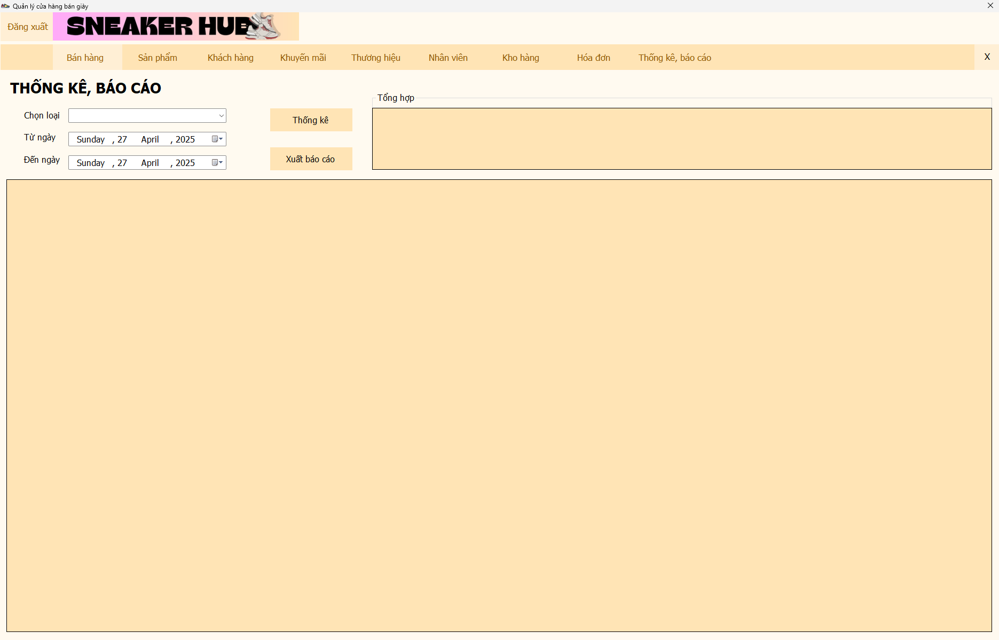 Quản lý cửa hàng bán giày
Đăng xuất
SNEAKER HUB
Bán hàng Sản phẩm Khách hàng Khuyến mãi Thương hiệu Nhân viên Kho hàng Hóa đơn Thống kê, báo cáo X
THỐNG KÊ, BÁO CÁO
Chọn loại
Từ ngày Sunday , 27 April , 2025
Đến ngày Sunday , 27 April , 2025
Thống kê
Xuất báo cáo
Tổng hợp